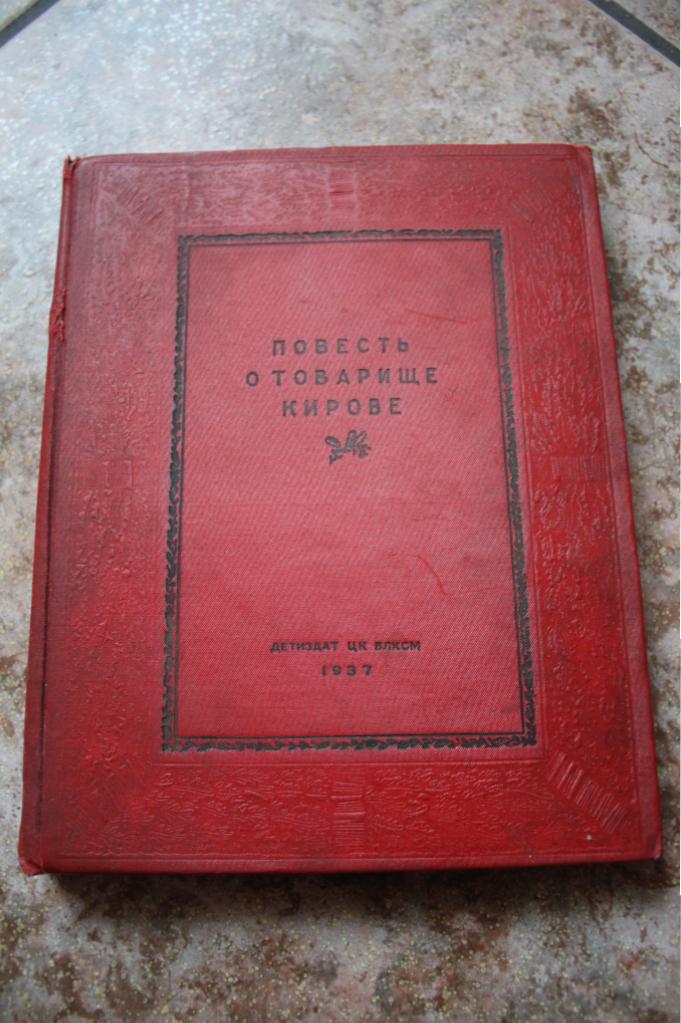 ПОВЕСТЬ
О ТОВАРИЩЕ
КИРОВЕ
ДЕТИЗДАТ ЦК ВЛКСМ
1937